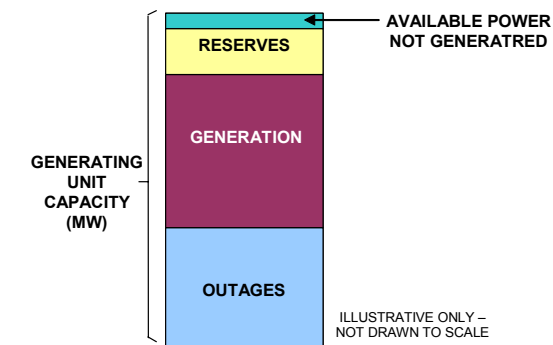 AVAILABLE POWER
NOT GENERATRED
RESERVES
GENERATION
GENERATING
UNIT
CAPACITY
(MW)
OUTAGES
ILLUSTRATIVE ONLY –
NOT DRAWN TO SCALE